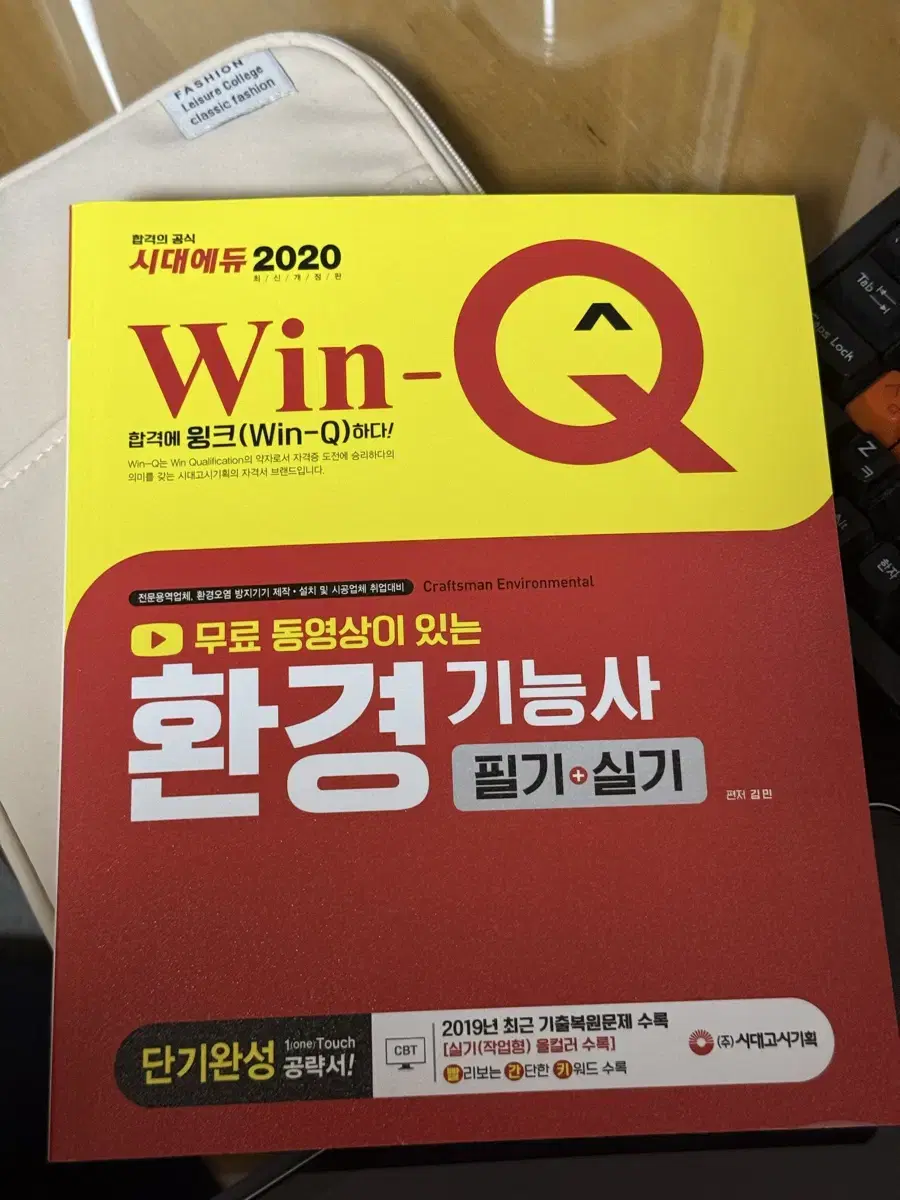 FASHION
Leisure College
classic fashion
합격의 공식
시대에듀 2020
최/신/개/정/판
Win-Q
합격에 윙크(Win-Q)하다!
Win-Q는 Win Qualification의 약자로서 자격증 도전에 승리하다의
의미를 갖는 시대고시기획의 자격서 브랜드입니다.
전문용역업체, 환경오염 방지기기 제작·설치 및 시공업체 취업대비
Craftsman Environmental
무료 동영상이 있는
환경기능사
필기+실기
편저 김민
단기완성 1(one)Touch 공략서!
CBT
2019년 최근 기출복원문제 수록
[실기(작업형) 올컬러 수록]
빨리보는 간단한 키워드 수록
(주)시대고시기획
Tab
Caps Lock
Z
ㅋ
Alt
한자